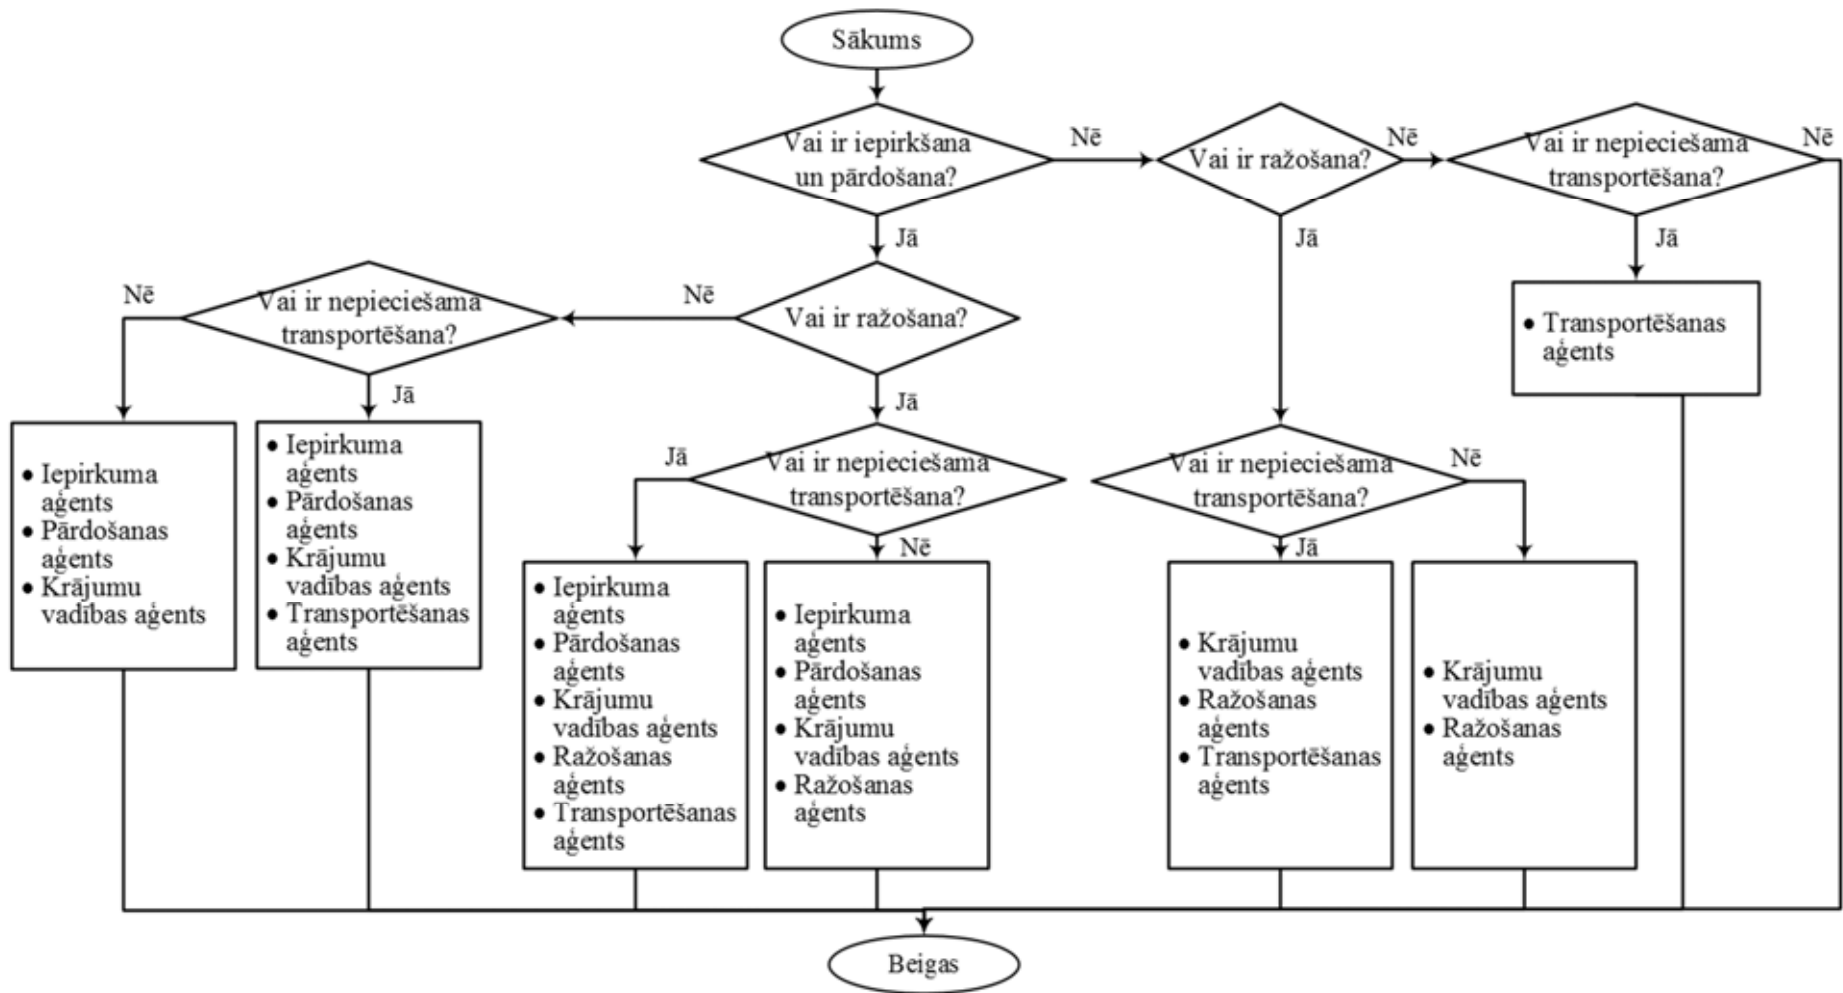 Sākums
Vai ir iepirkšana
un pārdošana?
Nē
Vai ir ražošana?
Nē
Vai ir nepieciešama
transportēšana?
Nē
Jā
Jā
Jā
Nē
Vai ir nepieciešama
transportēšana?
Nē
Vai ir ražošana?
• Transportēšanas
aģents
Jā
Jā
• Iepirkuma
aģents
• Pārdošanas
aģents
• Krājumu
vadības aģents
• Iepirkuma
aģents
• Pārdošanas
aģents
• Krājumu
vadības aģents
• Transportēšanas
aģents
Jā
Vai ir nepieciešama
transportēšana?
Nē
Vai ir nepieciešama
transportēšana?
Nē
Jā
• Iepirkuma
aģents
• Pārdošanas
aģents
• Krājumu
vadības aģents
• Ražošanas
aģents
• Transportēšanas
aģents
• Iepirkuma
aģents
• Pārdošanas
aģents
• Krājumu
vadības aģents
• Ražošanas
aģents
• Krājumu
vadības aģents
• Ražošanas
aģents
• Transportēšanas
aģents
• Krājumu
vadības aģents
• Ražošanas
aģents
Beigas